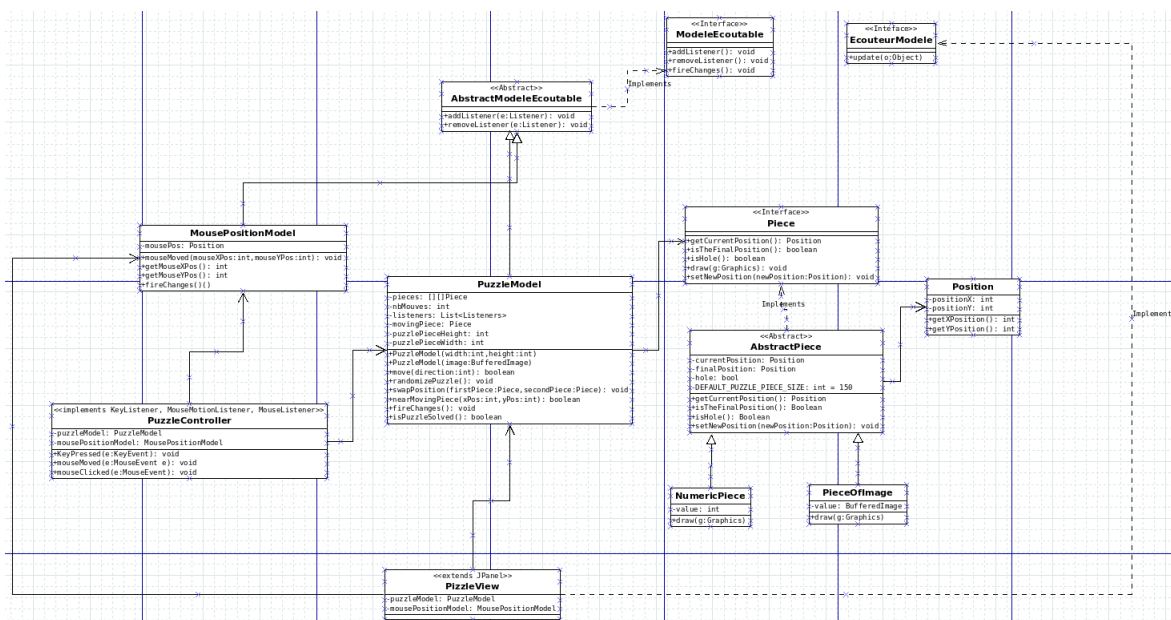 <<Interface>>
ModeleEcoutable
+addListener(): void
+removeListener(): void
+fireChanges(): void
<<Inteface>>
EcouteurModele
+update(o:Object)
Implements
<<Abstract>>
AbstractModeleEcoutable
+addListener(e:Listener): void
+removeListener(e:Listener): void
MousePositionModel
-mousePos: Position
+mouseMoved(mouseXPos:int,mouseYPos:int): void
+getMouseXPos(): int
+getMouseYPos(): int
+fireChanges()()
<<Interface>>
Piece
+getCurrentPosition(): Position
+isTheFinalPosition(): boolean
+isHole(): boolean
+draw(g:Graphics): void
+setNewPosition(newPosition:Position): void
PuzzleModel
-pieces: [][]Piece
-nbMouves: int
-listeners: List<Listeners>
-movingPiece: Piece
-puzzlePieceHeight: int
-puzzlePieceWidth: int
+PuzzleModel(width:int,height:int)
+PuzzleModel(image:BufferedImage)
+move(direction:int): boolean
+randomizePuzzle(): void
+swapPosition(firstPiece:Piece,secondPiece:Piece): void
+nearMovingPiece(xPos:int,yPos:int): boolean
+fireChanges(): void
+isPuzzleSolved(): boolean
Position
-positionX: int
-positionY: int
+getXPosition(): int
+getYPosition(): int
Implements
Implement
<<Abstract>>
AbstractPiece
-currentPosition: Position
-finalPosition: Position
-hole: bool
-DEFAULT_PUZZLE_PIECE_SIZE: int = 150
+getCurrentPosition(): Position
+isTheFinalPosition(): Boolean
+isHole(): Boolean
+setNewPosition(newPosition:Position): void
<<implements KeyListener, MouseMotionListener, MouseListener>>
PuzzleController
-puzzleModel: PuzzleModel
-mousePositionModel: MousePositionModel
+KeyPressed(e:KeyEvent): void
+mouseMoved(e:MouseEvent e): void
+mouseClicked(e:MouseEvent): void
NumericPiece
-value: int
+draw(g:Graphics)
PieceOfImage
-value: BufferedImage
+draw(g:Graphics)
<<extends JPanel>>
PizzleView
-puzzleModel: PuzzleModel
-mousePositionModel: MousePositionModel